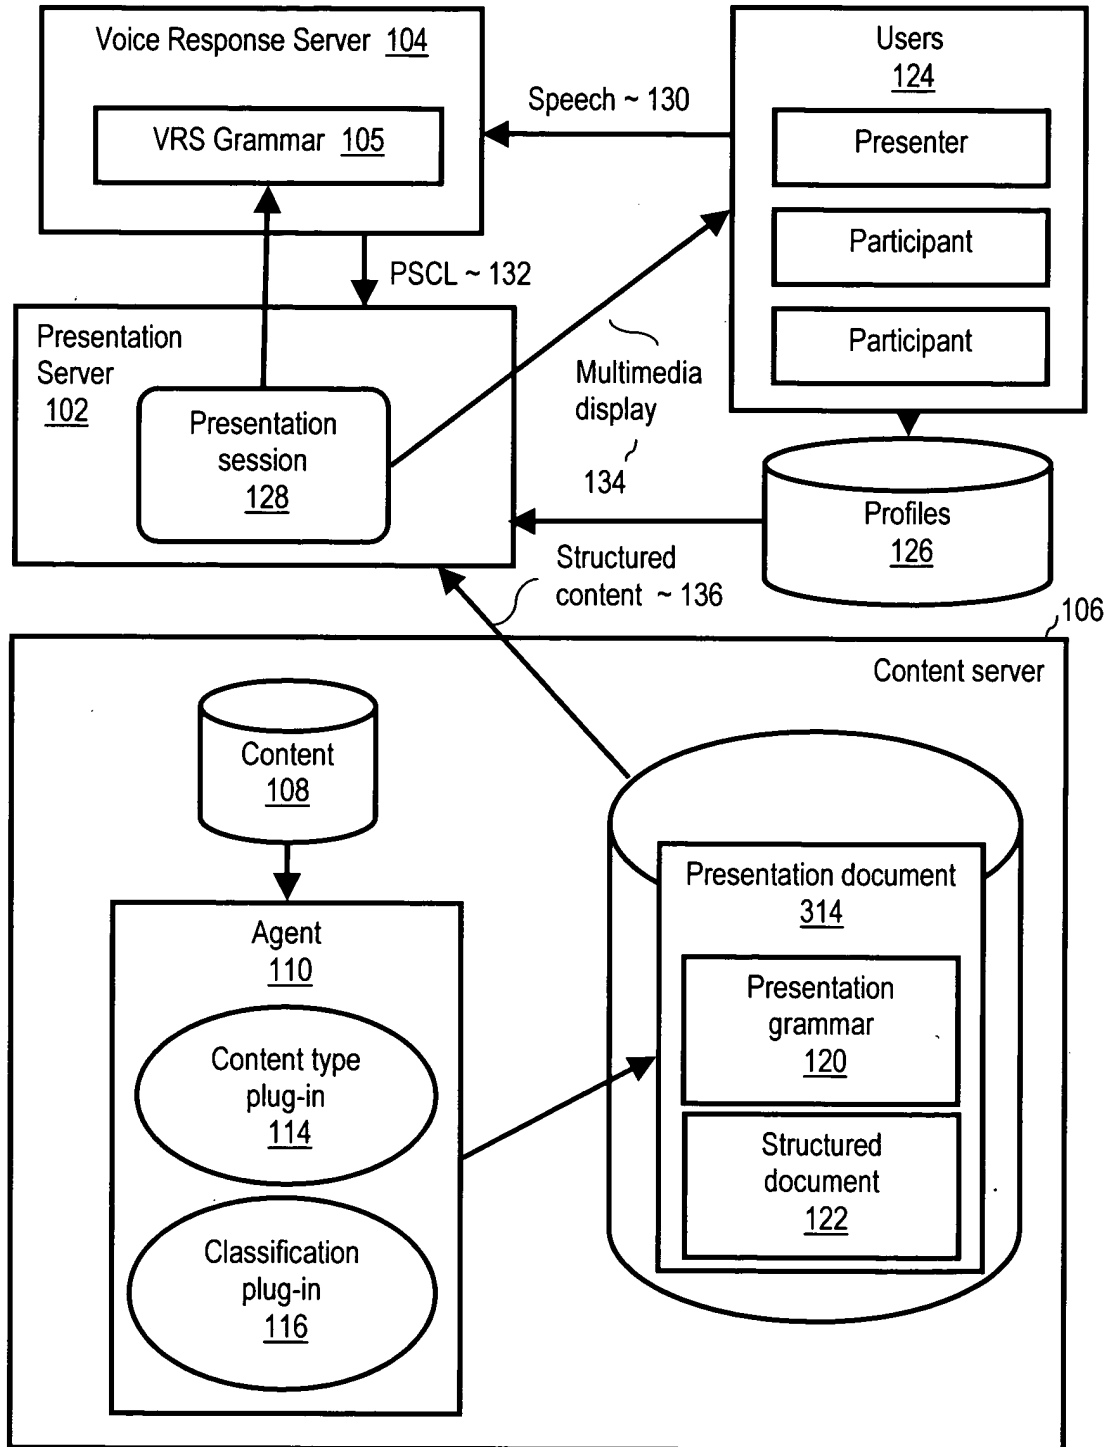 Voice Response Server 104
VRS Grammar 105
Speech ~ 130
Users
124
Presenter
Participant
Participant
PSCL ~ 132
Presentation
Server
102
Presentation
session
128
Multimedia
display
134
Profiles
126
Structured
content ~ 136
106
Content server
Content
108
Agent
110
Content type
plug-in
114
Classification
plug-in
116
Presentation document
314
Presentation
grammar
120
Structured
document
122